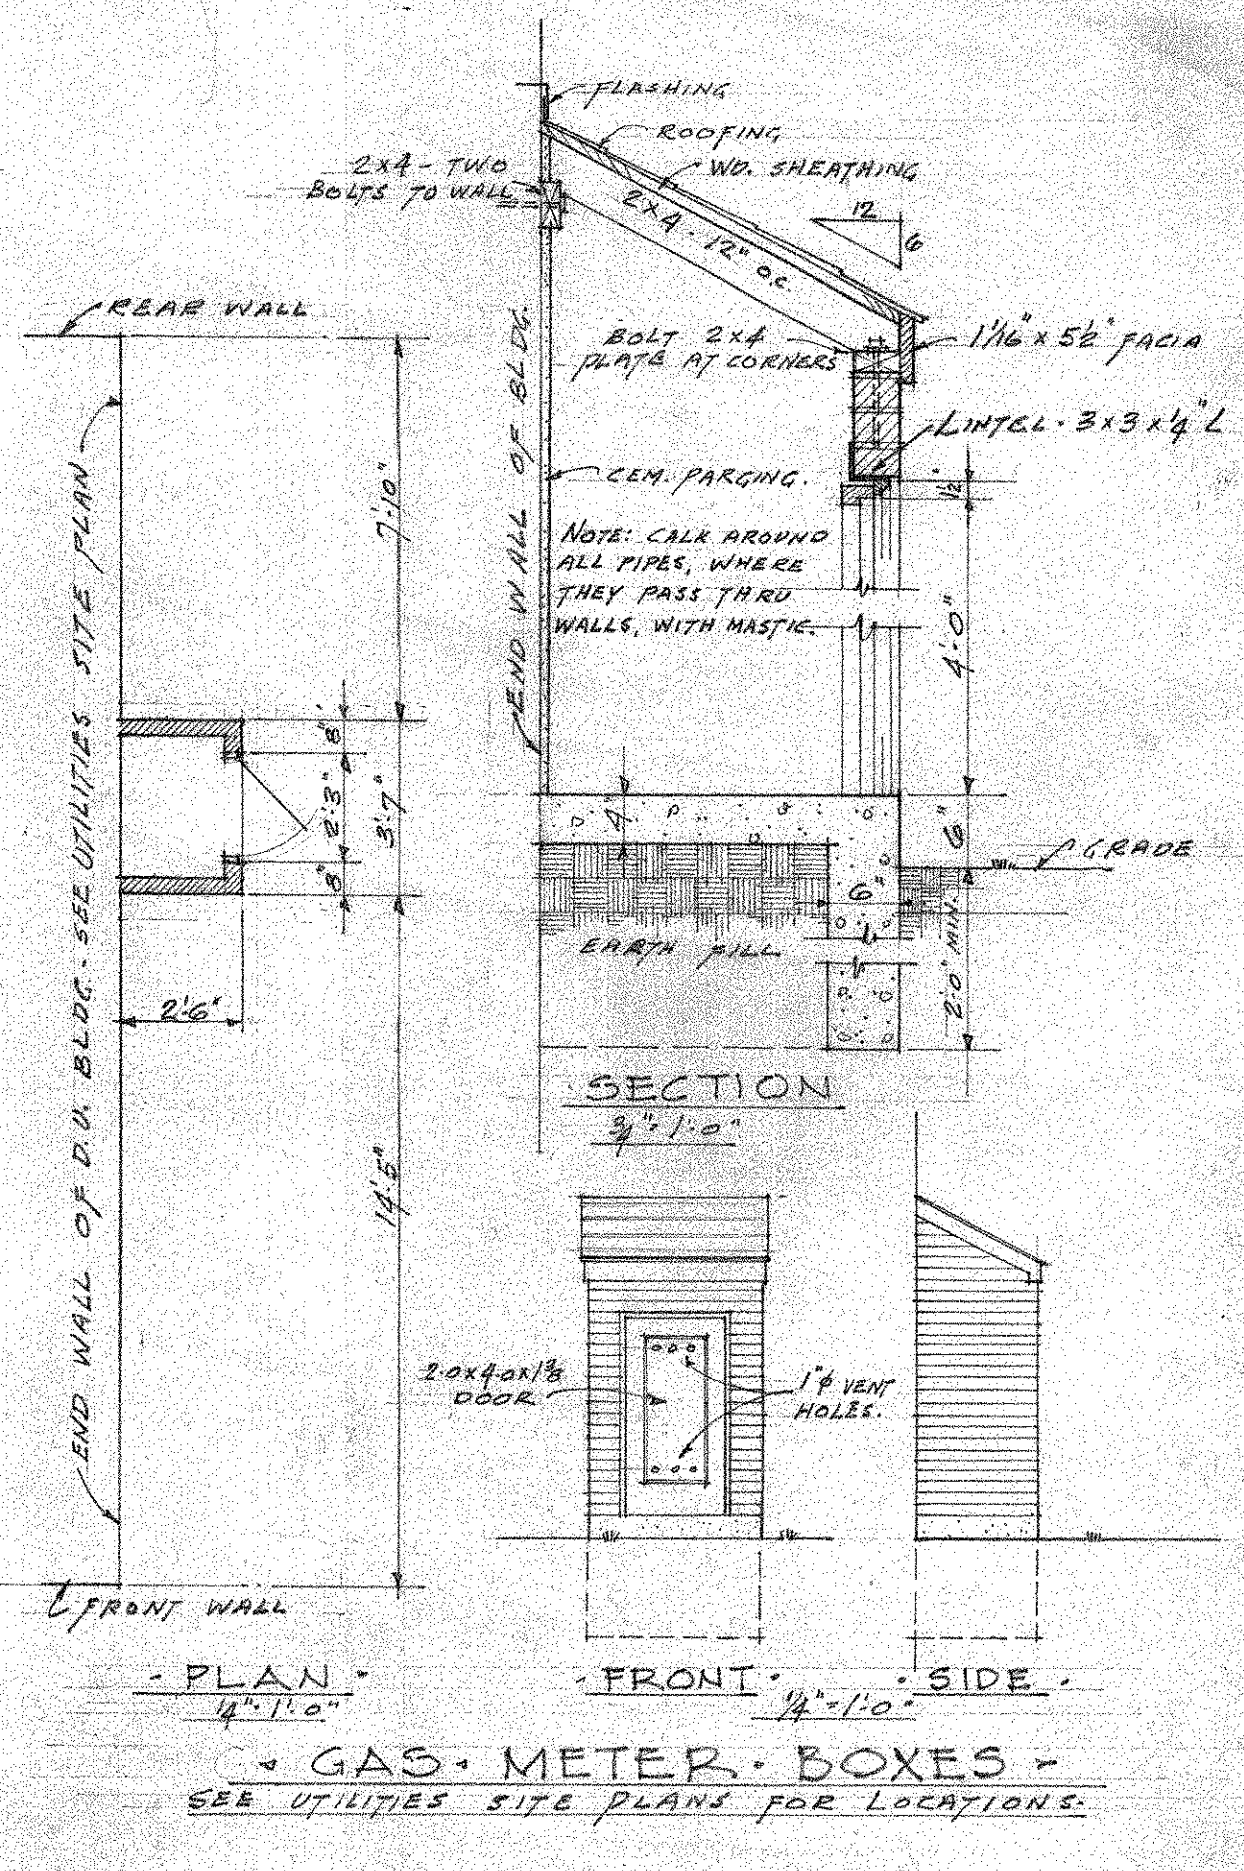 FLASHING
ROOFING
WD. SHEATHING
2x4 - TWO
BOLTS TO WALL
2x4 - 12" O.C.
12
6
REAR WALL
BOLT 2x4
PLATE AT CORNERS
1 1/16" x 5 1/2" FACIA
LINTEL - 3x3x1/4" L
END WALL OF BLDG.
CEM. PARGING.
NOTE: CALK AROUND
ALL PIPES, WHERE
THEY PASS THRU
WALLS, WITH MASTIC.
4'-0"
7'-10"
END WALL OF D.U. BLDG. - SEE UTILITIES SITE PLAN
8"
2'-3"
8"
3'-7"
4"
6"
6"
GRADE
EARTH FILL
2'-0" MIN.
2'-6"
14'-5"
SECTION
3/4" = 1'-0"
2-0x4-0x1 3/8
DOOR
1" φ VENT
HOLES.
FRONT WALL
- PLAN -
1/4" = 1'-0"
- FRONT -
- SIDE -
1/4" = 1'-0"
- GAS - METER - BOXES -
SEE UTILITIES SITE PLANS FOR LOCATIONS.